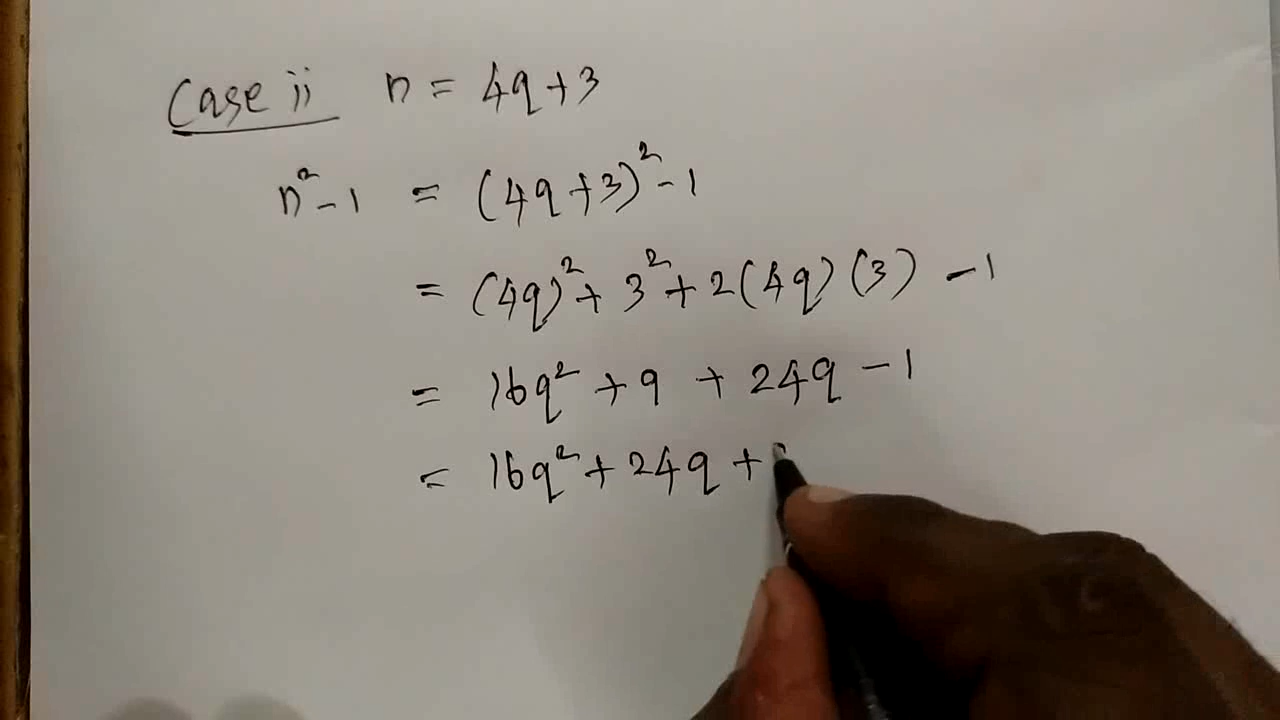 Case ii n = 4q+3
n²-1 = (4q+3)²-1
= (4q)²+3²+2(4q)(3) -1
= 16q²+9+24q-1
= 16q²+24q+